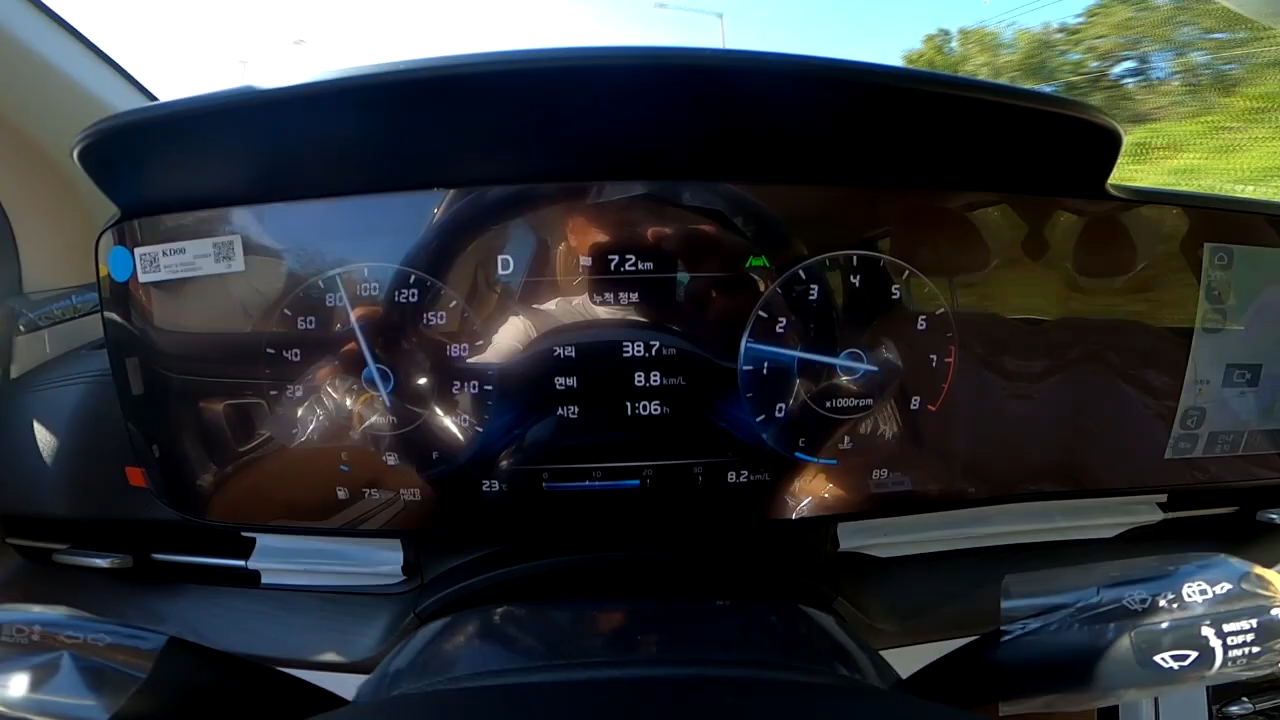 KD00
D
7.2 km
누적 정보
거리 38.7 km
연비 8.8 km/L
시간 1:06 h
20
40
60
80
100
120
150
180
210
km/h
0
1
2
3
4
5
6
7
8
x1000rpm
E F
C
75
AUTO HOLD
23 ℃
0 10 20 30
8.2 km/L
89
AUTO
MIST
OFF
INT
LO